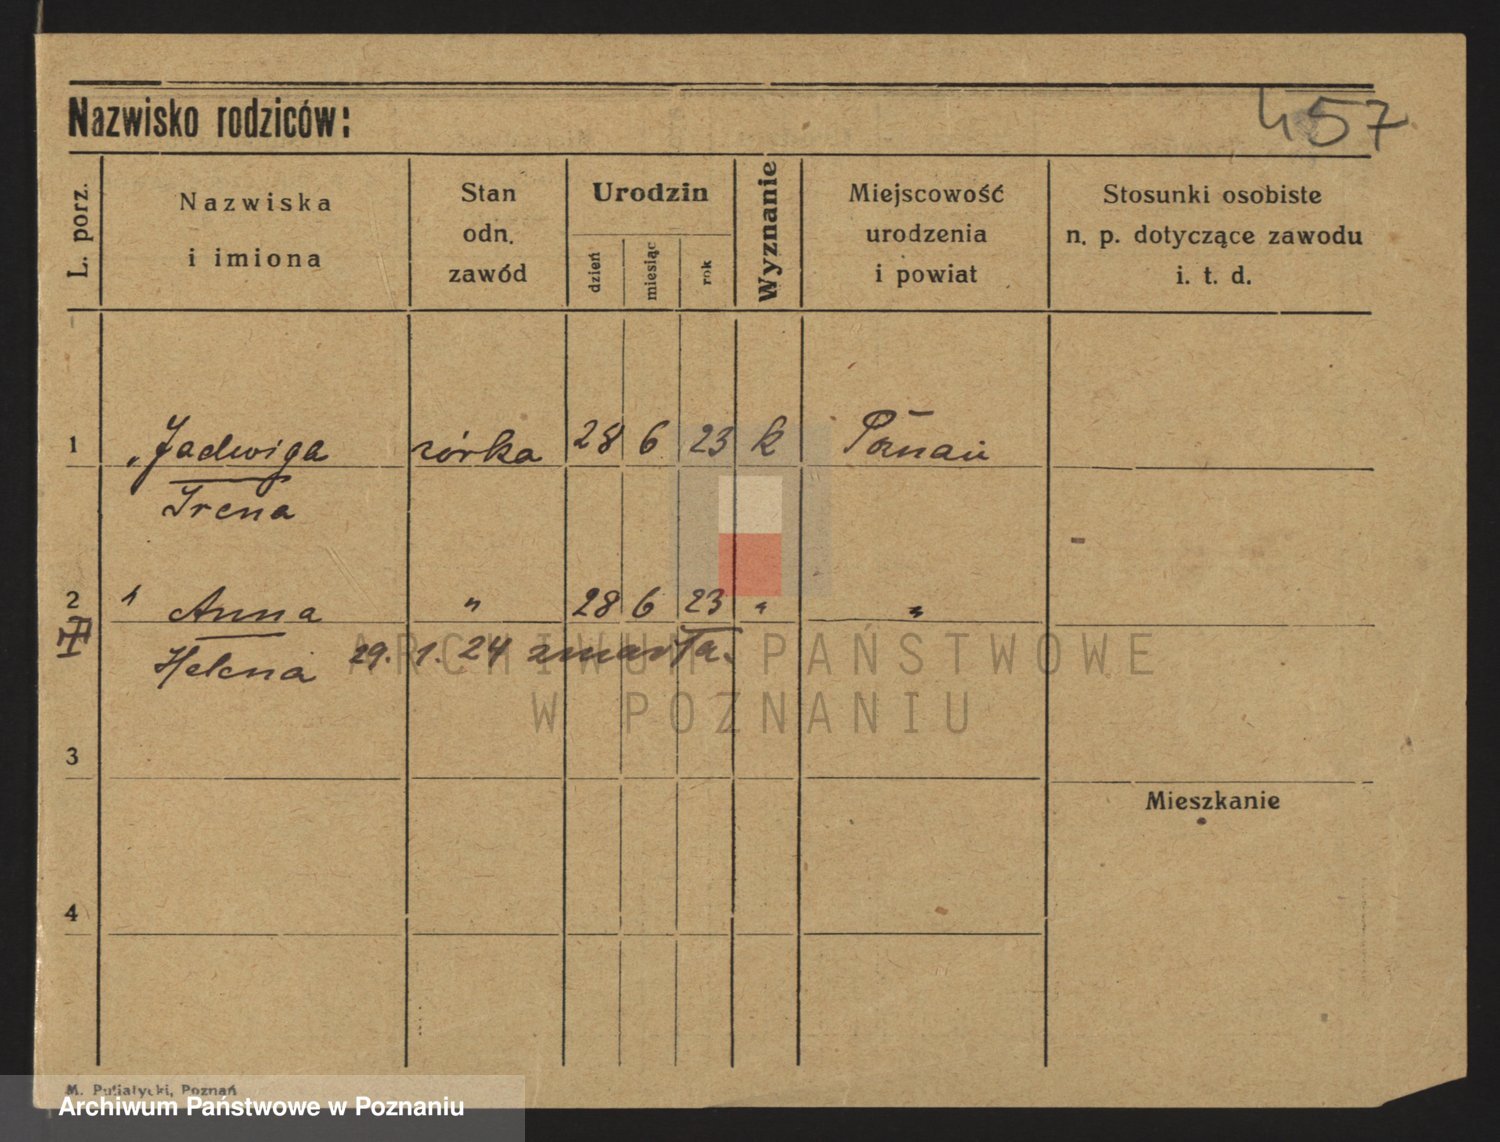 457
Nazwisko rodziców:
L. porz.
Nazwiska
i imiona
Stan
odn.
zawód
Urodzin
dzień
miesiąc
rok
Wyznanie
Miejscowość
urodzenia
i powiat
Stosunki osobiste
n. p. dotyczące zawodu
i. t. d.
1 „Jadwiga córka 28 6 23 k Poznań
Irena
2 „ Anna „ 28 6 23 „ „
Helena 29. 1. 24 zmarła.
ARCHIWUM PAŃSTWOWE
W POZNANIU
3
Mieszkanie
4
M. Putiatycki, Poznań
Archiwum Państwowe w Poznaniu